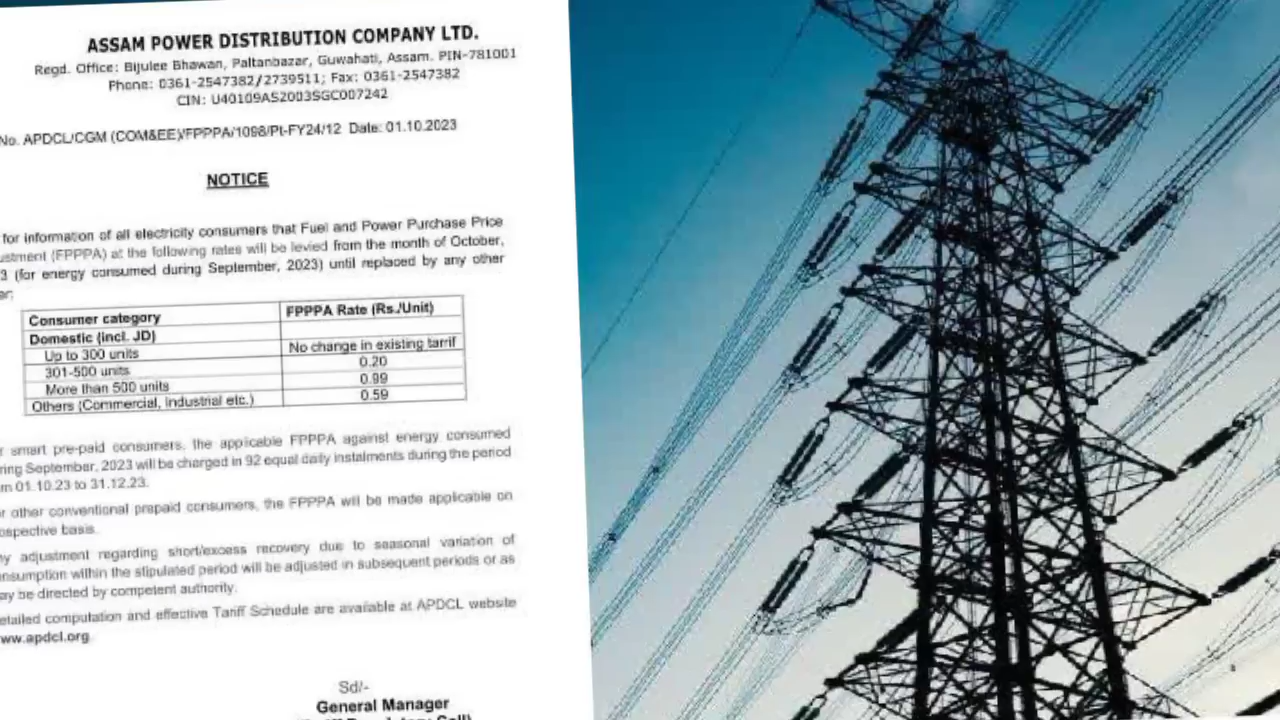 ASSAM POWER DISTRIBUTION COMPANY LTD.
Regd. Office: Bijulee Bhawan, Paltanbazar, Guwahati, Assam. PIN-781001
Phone: 0361-2547382/2739511; Fax: 0361-2547382
CIN: U40109AS2003SGC007242
No. APDCL/CGM (COM&EE)/FPPPA/1098/Pt-FY24/12 Date: 01.10.2023
NOTICE
for information of all electricity consumers that Fuel and Power Purchase Price
ustment (FPPPA) at the following rates will be levied from the month of October,
3 (for energy consumed during September, 2023) until replaced by any other
er:
Consumer category FPPPA Rate (Rs./Unit)
Domestic (incl. JD)
Up to 300 units No change in existing tarrif
301-500 units 0.20
More than 500 units 0.99
Others (Commercial, Industrial etc.) 0.59
r smart pre-paid consumers, the applicable FPPPA against energy consumed
ring September, 2023 will be charged in 92 equal daily instalments during the period
m 01.10.23 to 31.12.23.
r other conventional prepaid consumers, the FPPPA will be made applicable on
ospective basis.
ny adjustment regarding short/excess recovery due to seasonal variation of
nsumption within the stipulated period will be adjusted in subsequent periods or as
ay be directed by competent authority.
etailed computation and effective Tariff Schedule are available at APDCL website
ww.apdcl.org.
Sd/-
General Manager